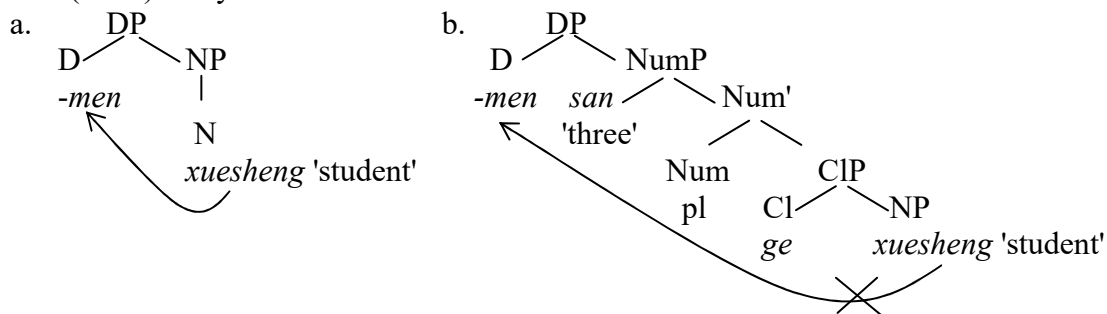 a. DP b. DP
D NP D NumP
-men -men san Num'
N 'three'
xuesheng 'student' Num ClP
pl Cl NP
ge xuesheng 'student'